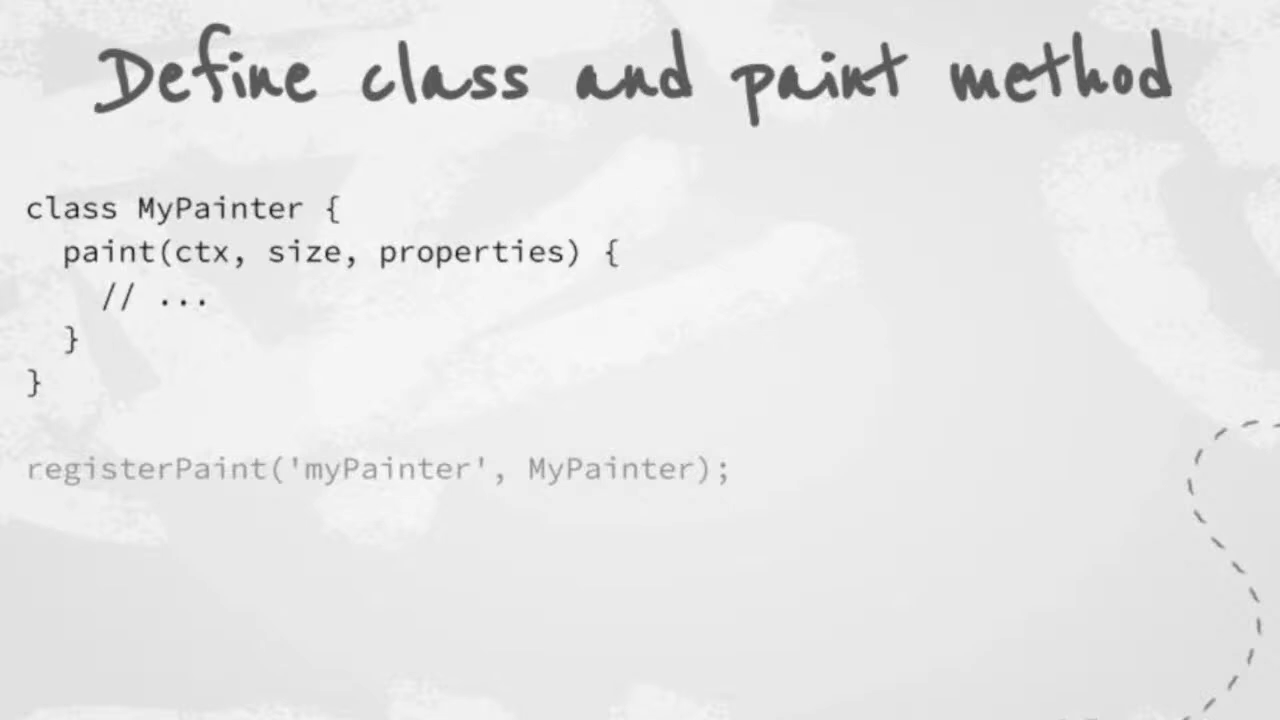 Define class and paint method
class MyPainter {
  paint(ctx, size, properties) {
    // ...
  }
}
registerPaint('myPainter', MyPainter);